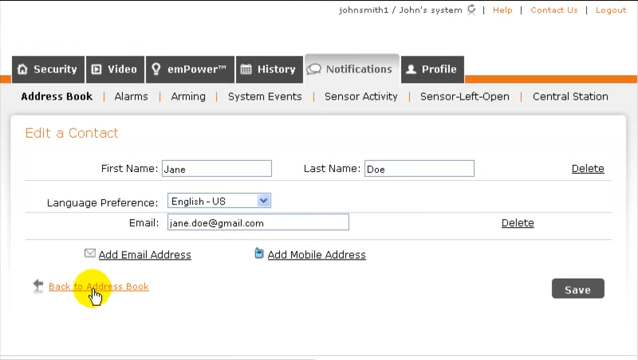 johnsmith1 / John's system | Help | Contact Us | Logout
Security Video emPower™ History Notifications Profile
Address Book | Alarms | Arming | System Events | Sensor Activity | Sensor-Left-Open | Central Station
Edit a Contact
First Name: Jane Last Name: Doe Delete
Language Preference: English - US
Email: jane.doe@gmail.com Delete
Add Email Address Add Mobile Address
Back to Address Book Save